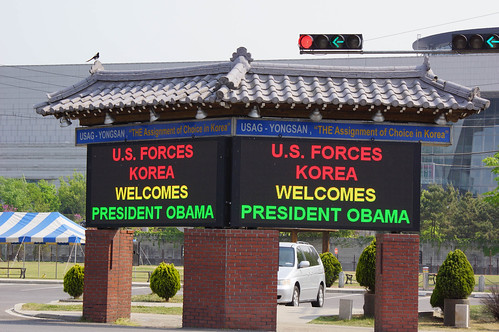 USAG - YONGSAN, "THE Assignment of Choice in Korea"
U.S. FORCES
KOREA
WELCOMES
PRESIDENT OBAMA
USAG - YONGSAN, "THE Assignment of Choice in Korea"
U.S. FORCES
KOREA
WELCOMES
PRESIDENT OBAMA